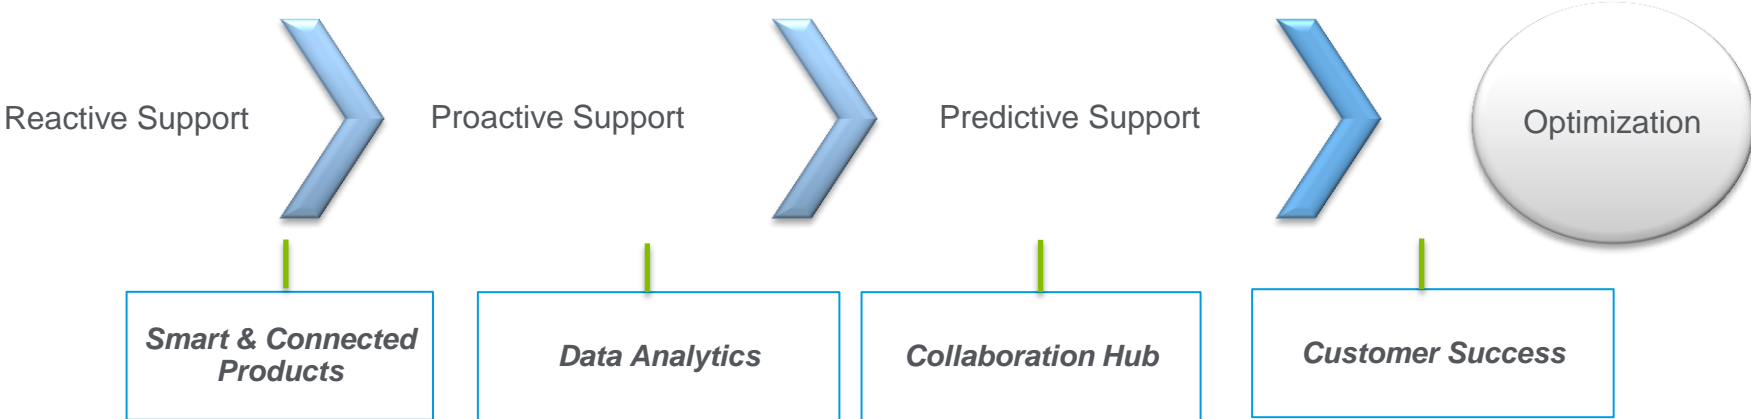 Reactive Support
Proactive Support
Predictive Support
Optimization
Smart & Connected
Products
Data Analytics
Collaboration Hub
Customer Success